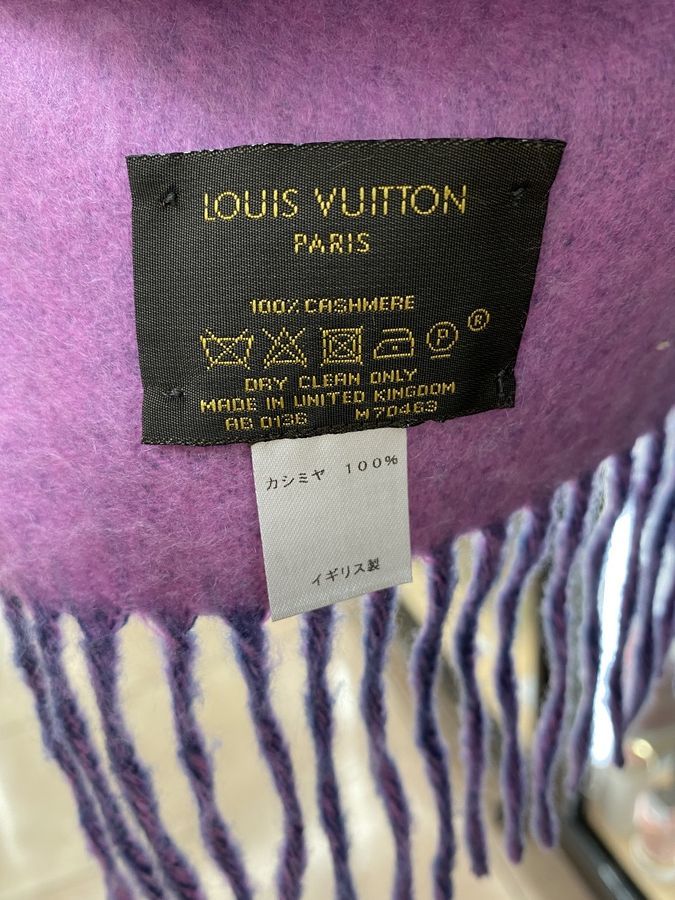 LOUIS VUITTON
PARIS
100% CASHMERE
P ®
DRY CLEAN ONLY
MADE IN UNITED KINGDOM
AB 0136 M70463
カシミヤ 100%
イギリス製